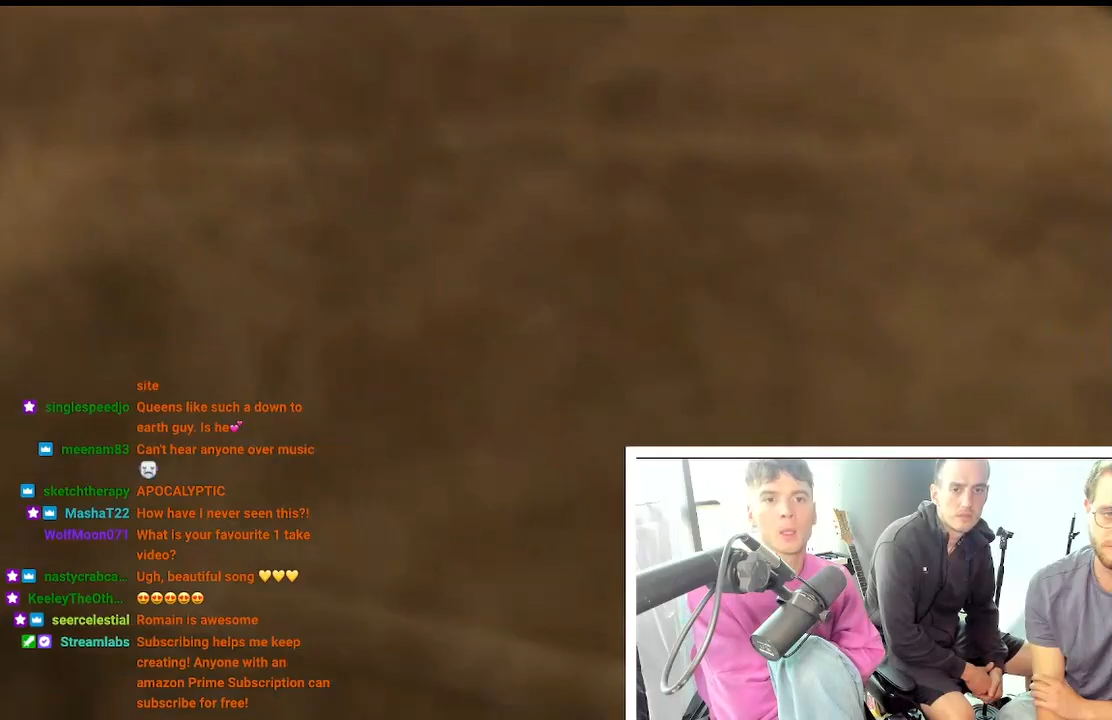 site
singlespeedjo Queens like such a down to
earth guy. Is he💕
meenam83 Can't hear anyone over music
sketchtherapy APOCALYPTIC
MashaT22 How have I never seen this?!
WolfMoon071 What is your favourite 1 take
video?
nastycrabca... Ugh, beautiful song 💛💛💛
KeeleyTheOth... 😍😍😍😍😍
seercelestial Romain is awesome
Streamlabs Subscribing helps me keep
creating! Anyone with an
amazon Prime Subscription can
subscribe for free!